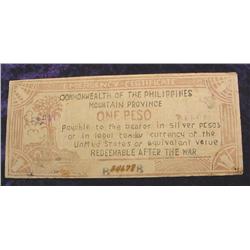 EMERGENCY CERTIFICATE
COMMONWEALTH OF THE PHILIPPINES
MOUNTAIN PROVINCE
ONE PESO
Payable to the bearer in silver pesos
or in legal tender currency of the
United States or equivalent value
REDEEMABLE AFTER THE WAR
B 34678 B